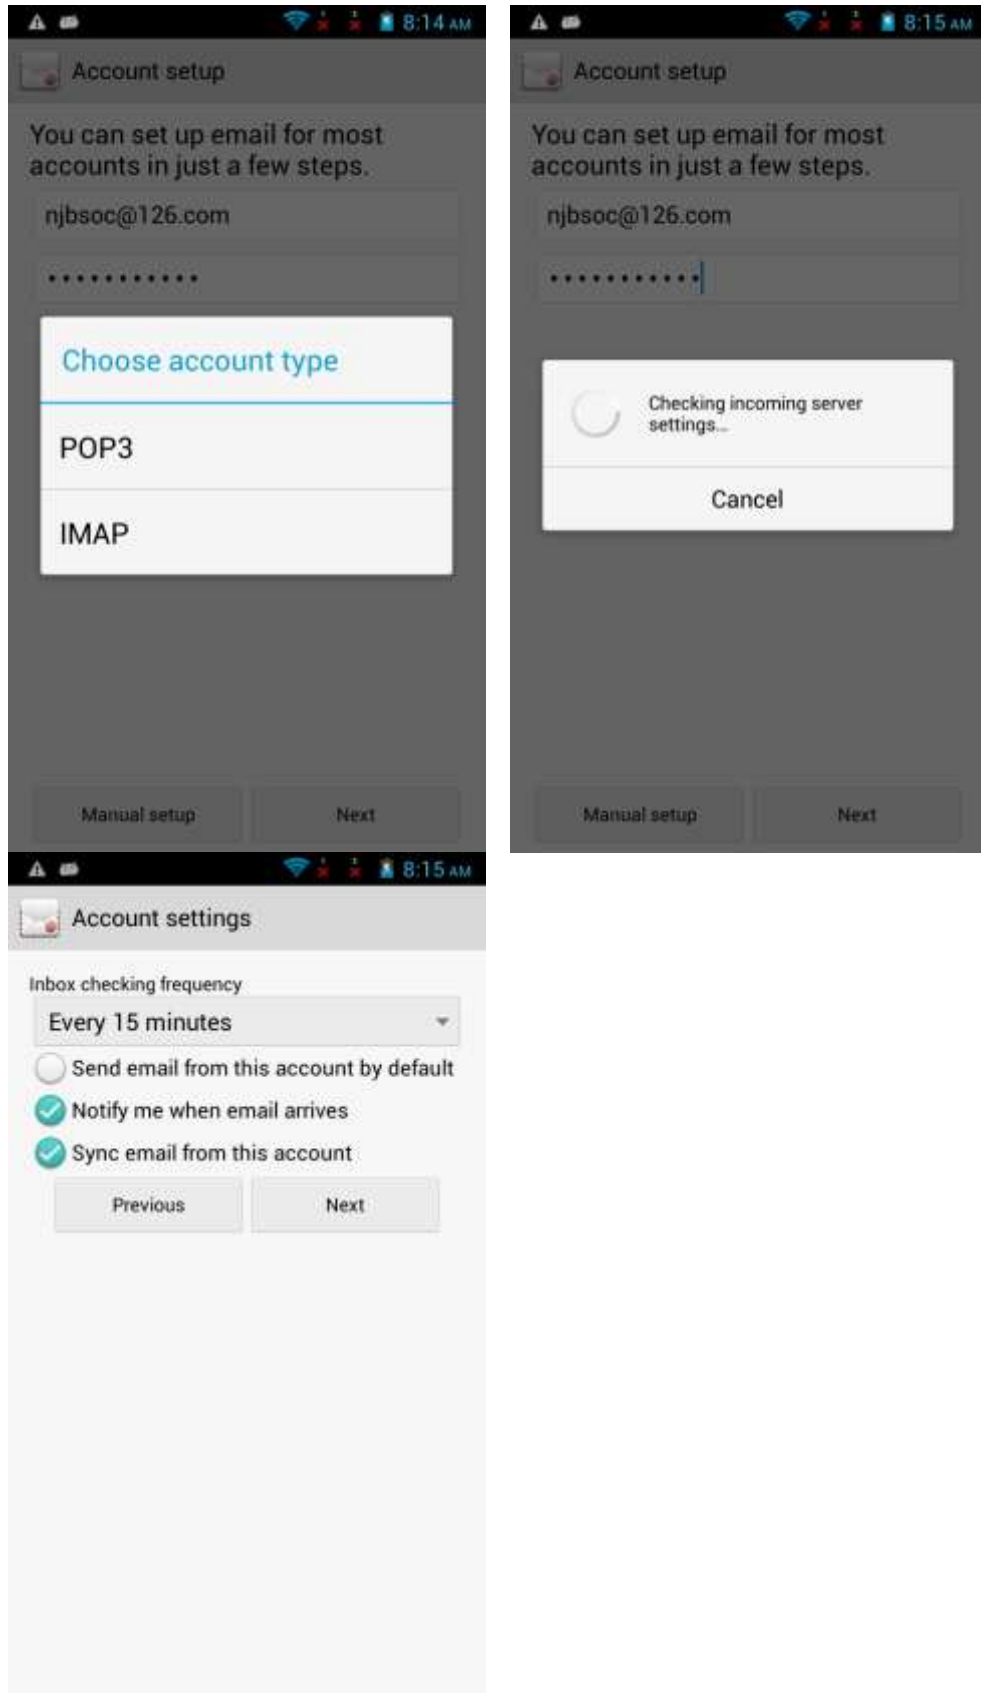 8:14 AM
Account setup
You can set up email for most
accounts in just a few steps.
njbsoc@126.com
•••••••••••
Choose account type
POP3
IMAP
Manual setup
Next
8:15 AM
Account setup
You can set up email for most
accounts in just a few steps.
njbsoc@126.com
•••••••••••
Checking incoming server
settings...
Cancel
Manual setup
Next
8:15 AM
Account settings
Inbox checking frequency
Every 15 minutes
Send email from this account by default
Notify me when email arrives
Sync email from this account
Previous
Next